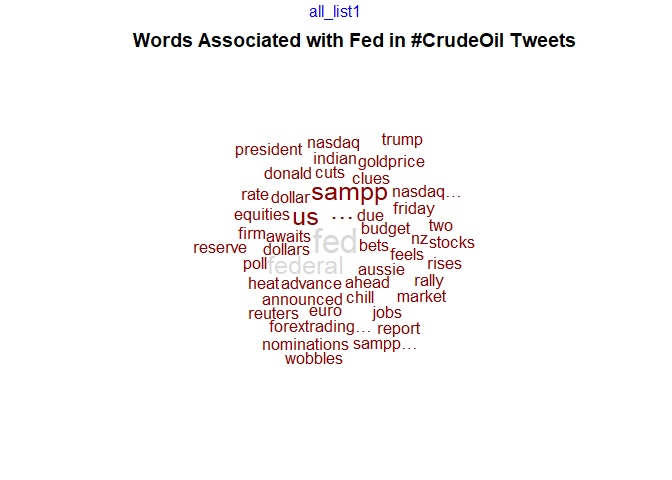 all_list1
Words Associated with Fed in #CrudeOil Tweets
nasdaq trump
president
indian goldprice
donald cuts clues
rate dollar sampp nasdaq…
equities us … due friday
firm awaits fed budget two
reserve dollars bets nz stocks
feels
poll federal aussie rises
heat advance ahead rally
announced chill market
reuters euro jobs
forextrading… report
nominations sampp…
wobbles